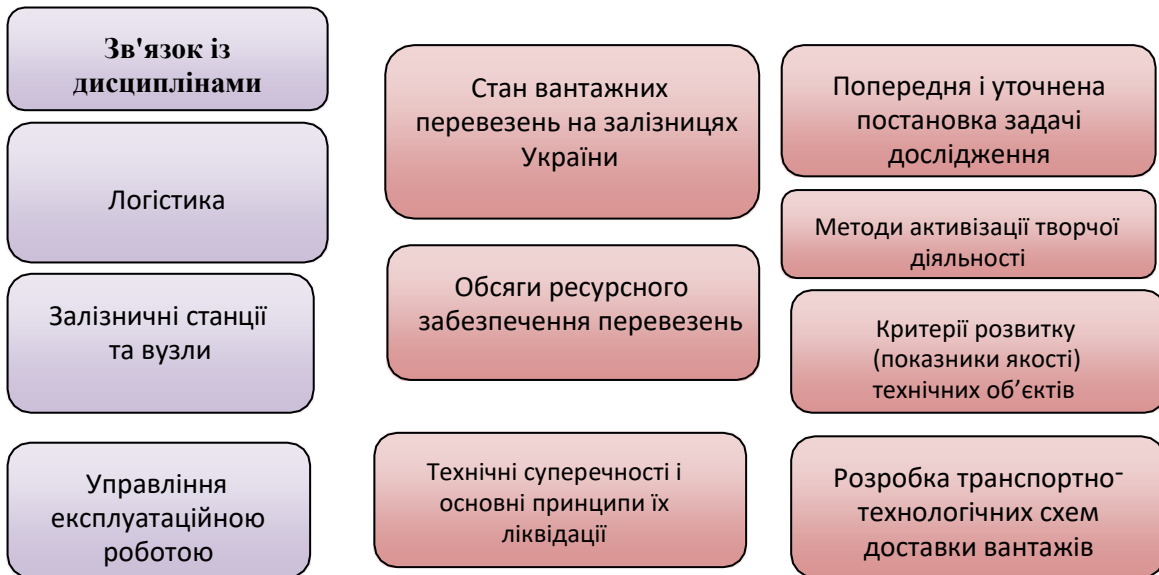 Зв'язок із
дисциплінами
Логістика
Залізничні станції
та вузли
Управління
експлуатаційною
роботою
Стан вантажних
перевезень на залізницях
України
Обсяги ресурсного
забезпечення перевезень
Технічні суперечності і
основні принципи їх
ліквідації
Попередня і уточнена
постановка задачі
дослідження
Методи активізації творчої
діяльності
Критерії розвитку
(показники якості)
технічних об’єктів
Розробка транспортно-
технологічних схем
доставки вантажів